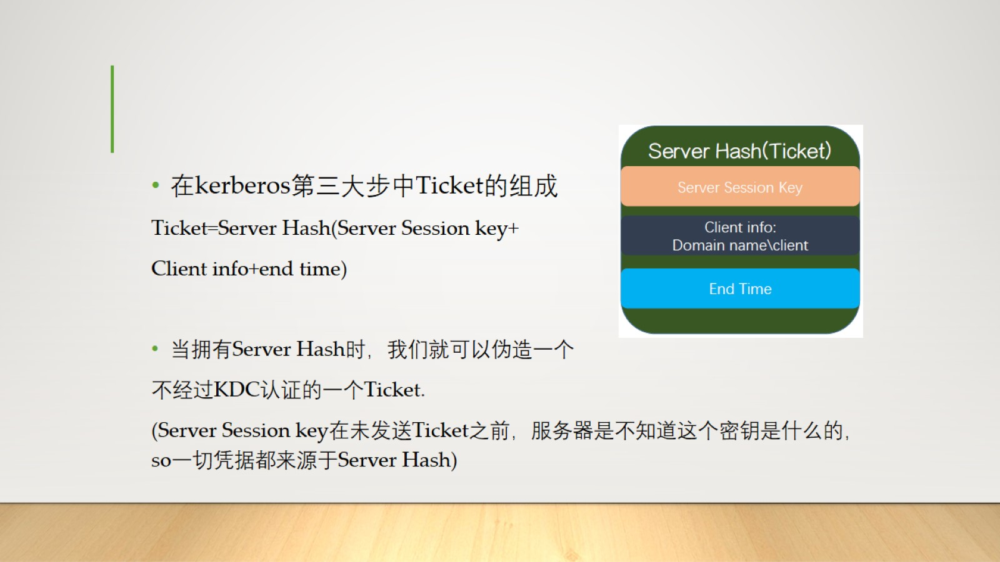 在kerberos第三大步中Ticket的组成
Ticket=Server Hash(Server Session key+
Client info+end time)
当拥有Server Hash时，我们就可以伪造一个
不经过KDC认证的一个Ticket.
(Server Session key在未发送Ticket之前，服务器是不知道这个密钥是什么的，
so一切凭据都来源于Server Hash)
Server Hash(Ticket)
Server Session Key
Client info:
Domain name\client
End Time